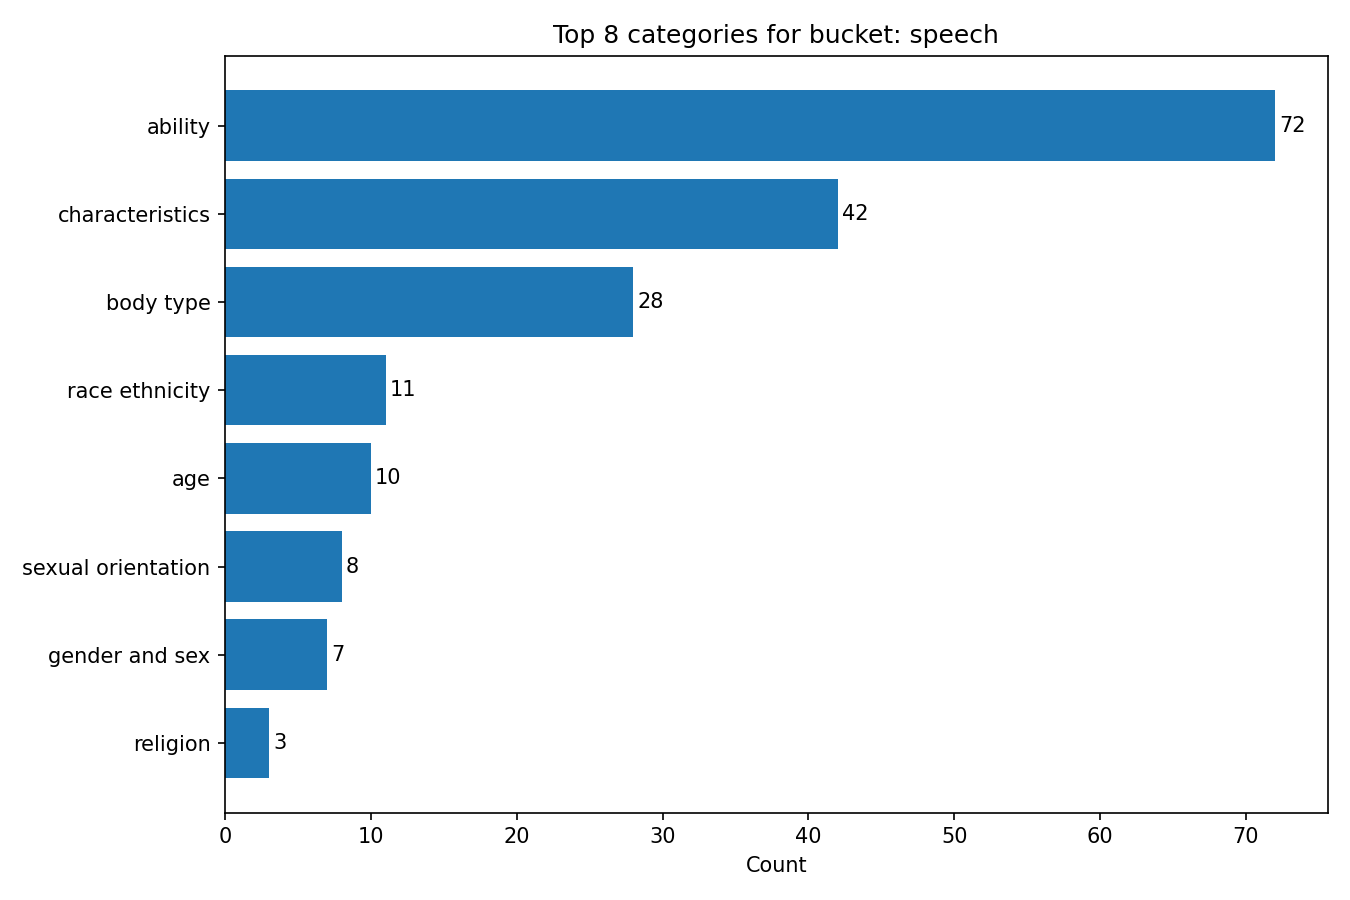 Top 8 categories for bucket: speech
ability 72
characteristics 42
body type 28
race ethnicity 11
age 10
sexual orientation 8
gender and sex 7
religion 3
0 10 20 30 40 50 60 70
Count